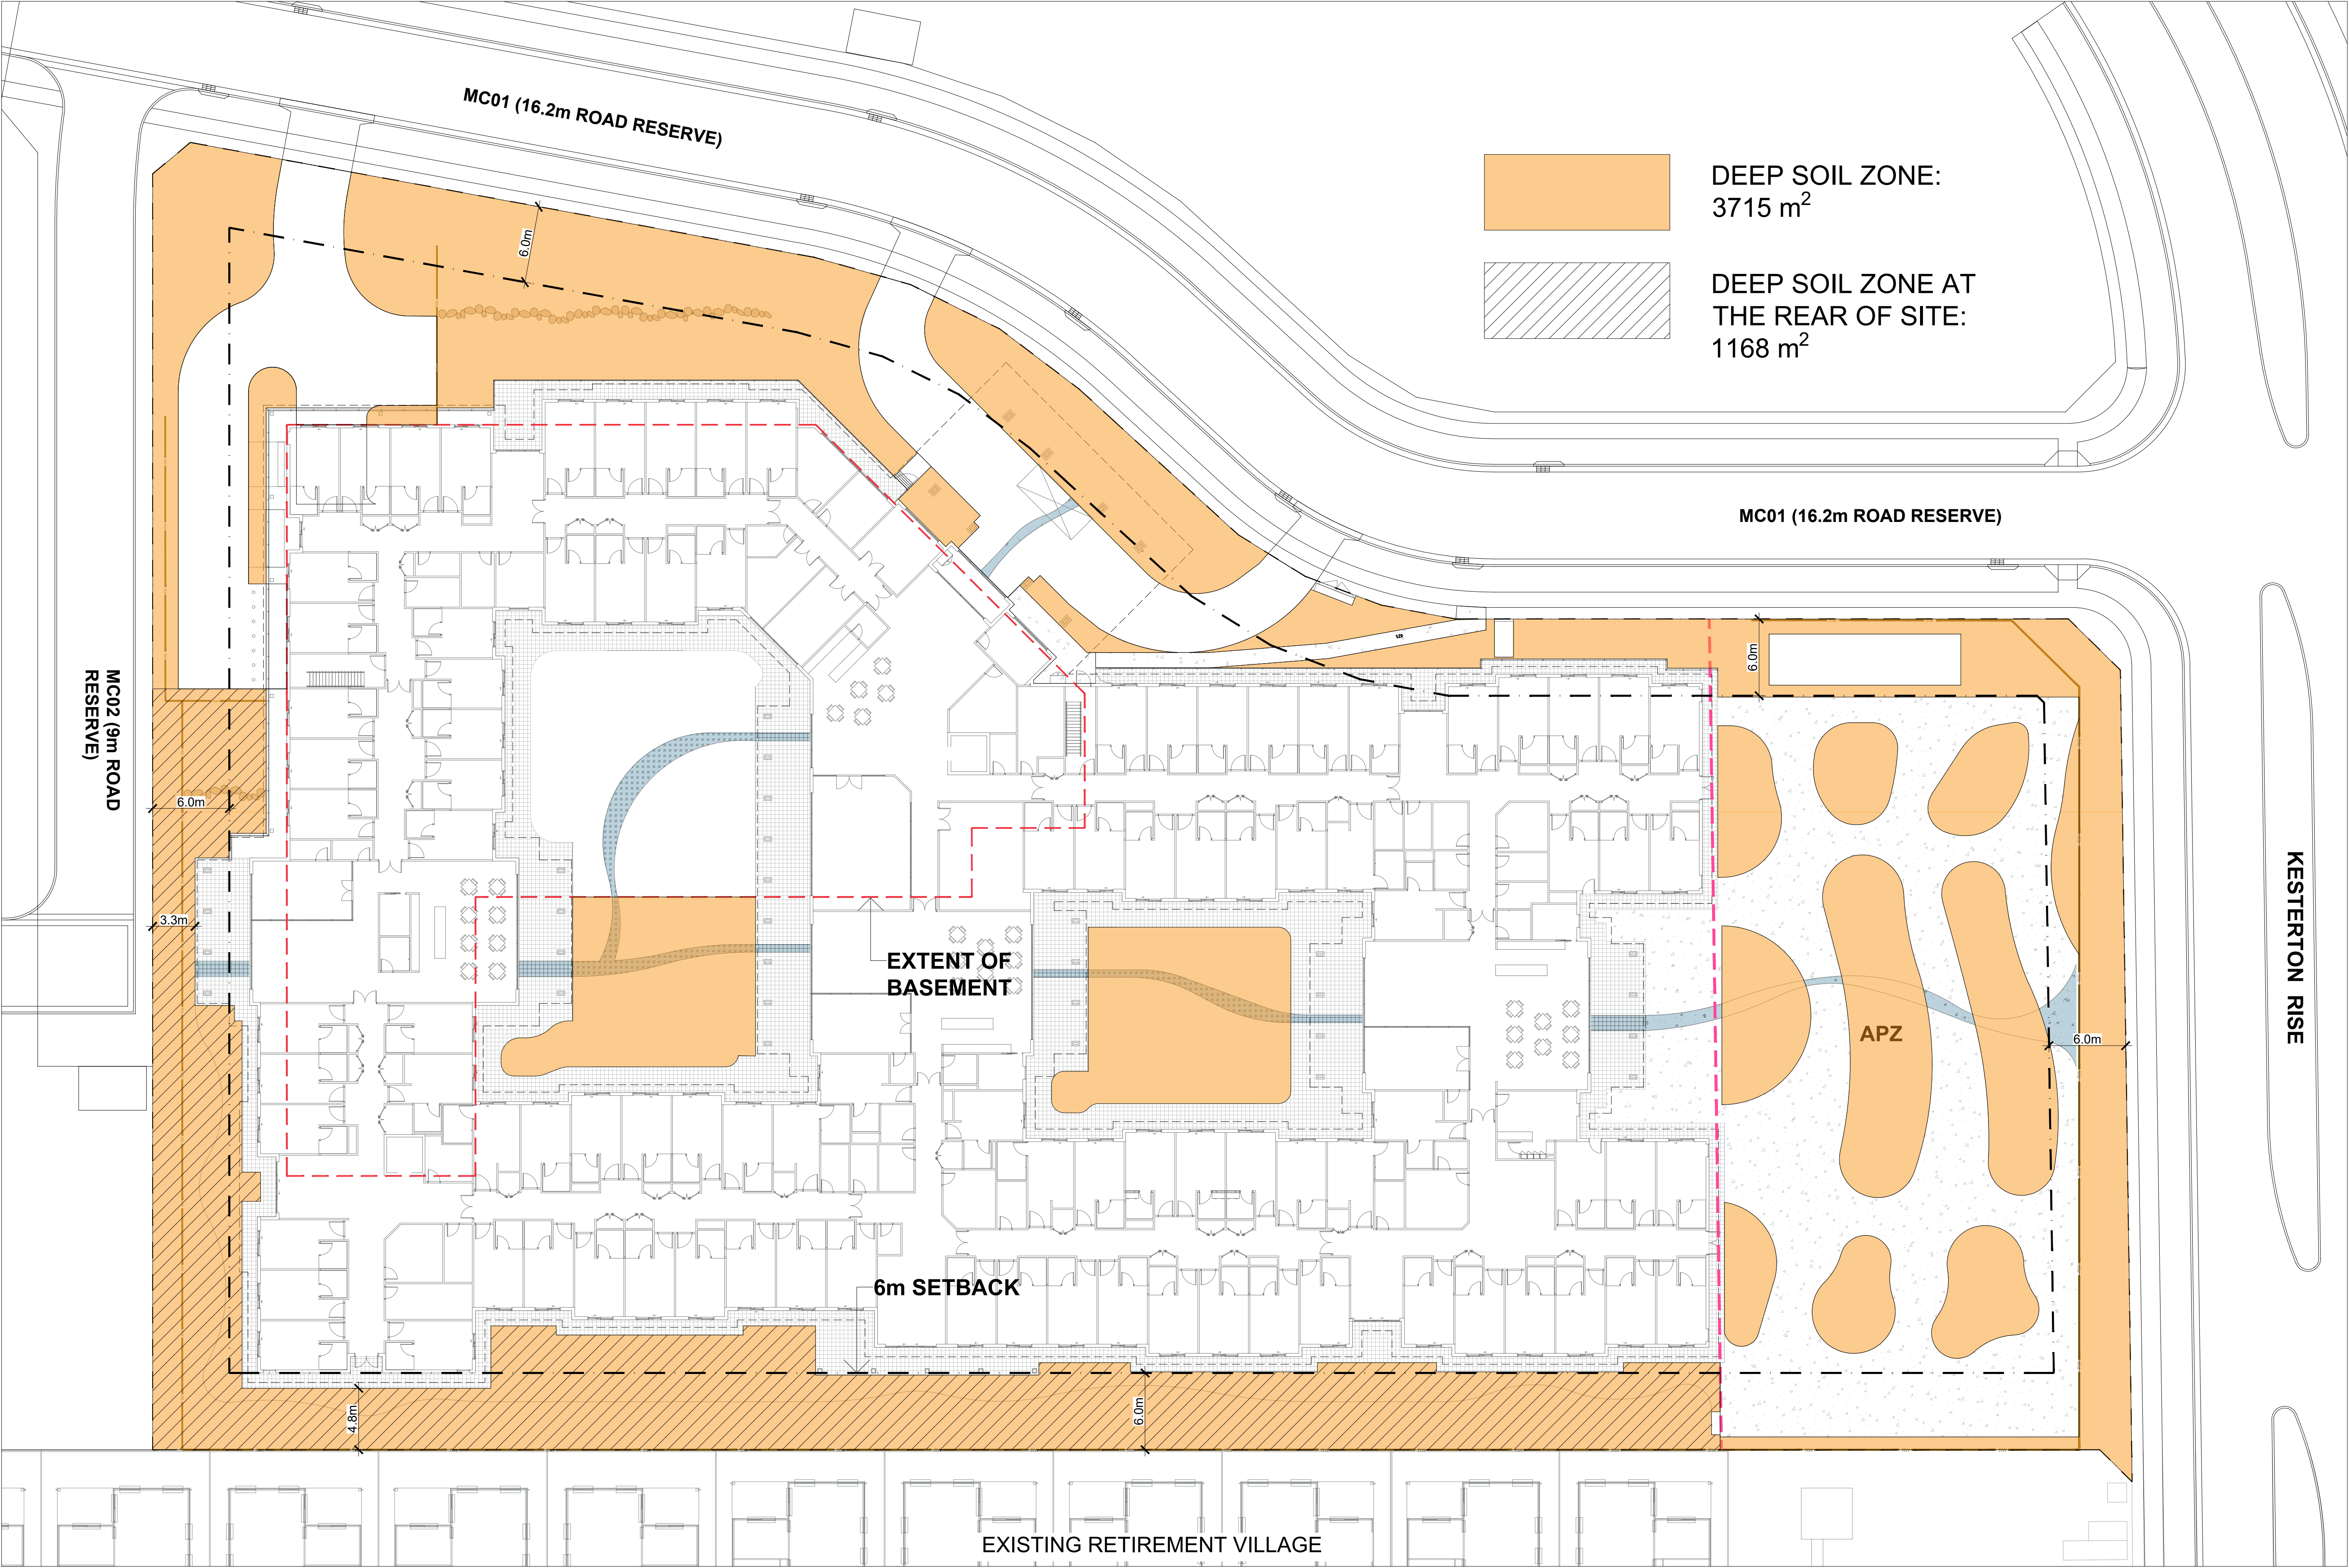 MC01 (16.2m ROAD RESERVE)
DEEP SOIL ZONE:
3715 m²
6.0m
DEEP SOIL ZONE AT
THE REAR OF SITE:
1168 m²
MC01 (16.2m ROAD RESERVE)
6.0m
MC02 (9m ROAD
RESERVE)
6.0m
3.3m
EXTENT OF
BASEMENT
KESTERTON RISE
APZ
6.0m
6m SETBACK
4.8m
6.0m
EXISTING RETIREMENT VILLAGE